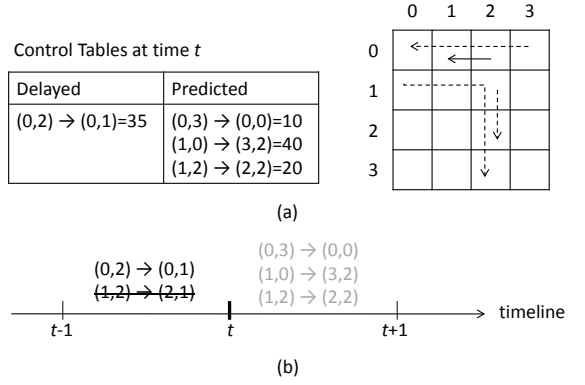 0 1 2 3
Control Tables at time t
Delayed Predicted
(0,2) → (0,1)=35 (0,3) → (0,0)=10
(1,0) → (3,2)=40
(1,2) → (2,2)=20
0
1
2
3
(a)
(0,2) → (0,1)
(1,2) → (2,1)
(0,3) → (0,0)
(1,0) → (3,2)
(1,2) → (2,2)
timeline
t-1 t t+1
(b)